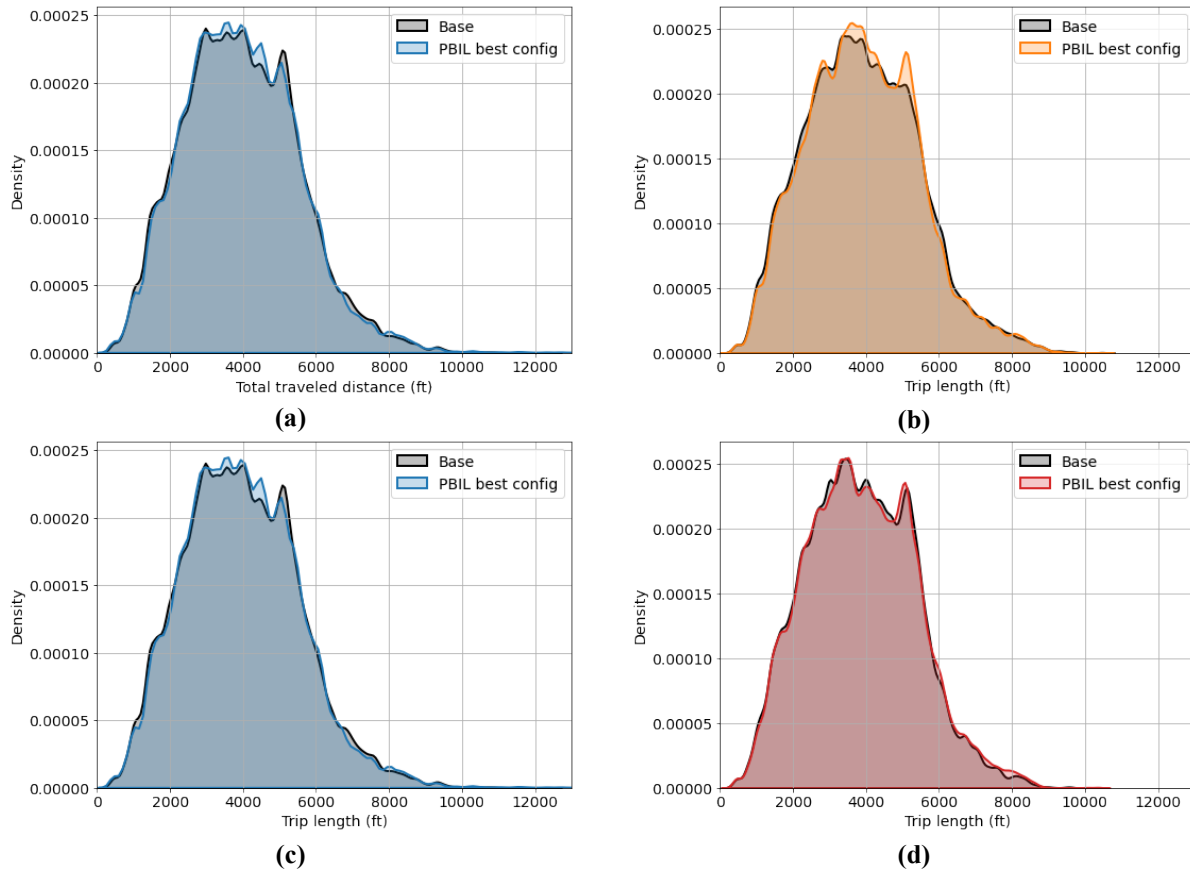 Base
PBIL best config
0.00025
0.00020
0.00015
0.00010
0.00005
0.00000
Density
0 2000 4000 6000 8000 10000 12000
Total traveled distance (ft)
(a)
Base
PBIL best config
0.00025
0.00020
0.00015
0.00010
0.00005
0.00000
Density
0 2000 4000 6000 8000 10000 12000
Trip length (ft)
(b)
Base
PBIL best config
0.00025
0.00020
0.00015
0.00010
0.00005
0.00000
Density
0 2000 4000 6000 8000 10000 12000
Trip length (ft)
(c)
Base
PBIL best config
0.00025
0.00020
0.00015
0.00010
0.00005
0.00000
Density
0 2000 4000 6000 8000 10000 12000
Trip length (ft)
(d)